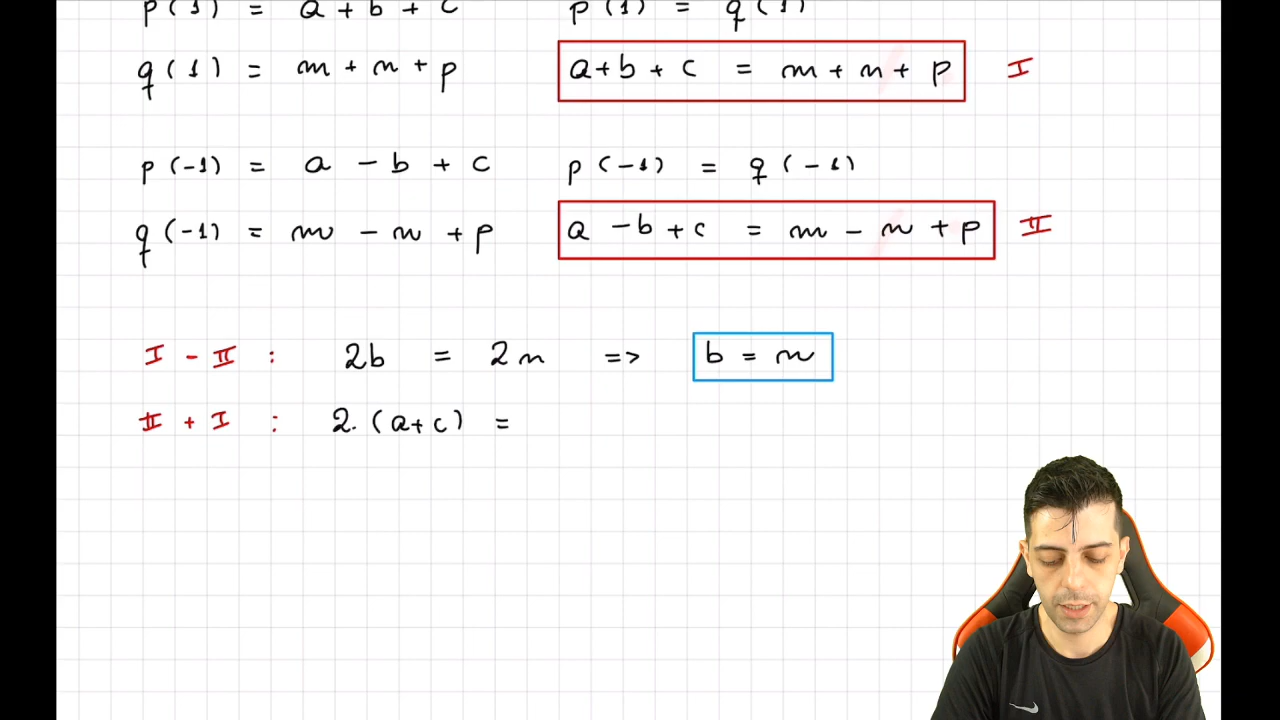 p(1) = a + b + c p(1) = q(1)
q(1) = m + n + p a+b + c = m + n + p I
p(-1) = a - b + c p(-1) = q(-1)
q(-1) = m - n + p a - b + c = m - n + p II
I - II : 2b = 2n => b = n
II + I : 2.(a+c) =